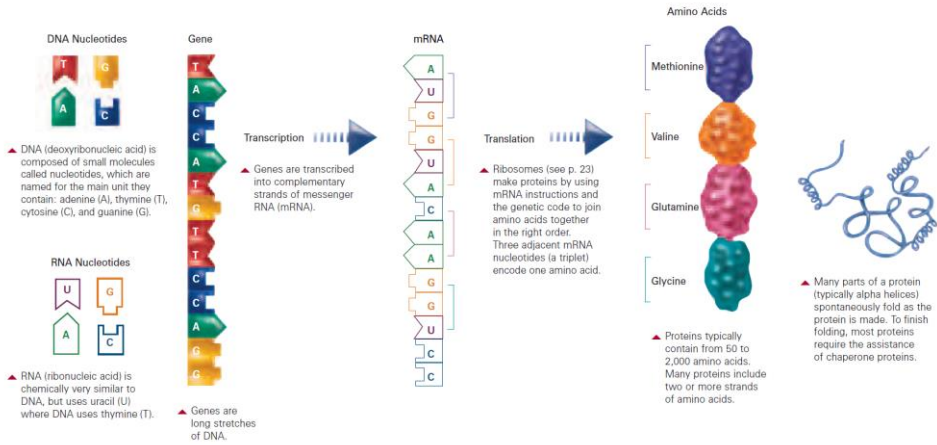 DNA Nucleotides
T
G
A
C
▲ DNA (deoxyribonucleic acid) is
composed of small molecules
called nucleotides, which are
named for the main unit they
contain: adenine (A), thymine (T),
cytosine (C), and guanine (G).
RNA Nucleotides
U
G
A
C
▲ RNA (ribonucleic acid) is
chemically very similar to
DNA, but uses uracil (U)
where DNA uses thymine (T).
Gene
T
A
C
C
A
T
G
T
T
C
C
A
G
G
▲ Genes are
long stretches
of DNA.
Transcription
▲ Genes are transcribed
into complementary
strands of messenger
RNA (mRNA).
mRNA
A
U
G
G
U
A
C
A
A
G
G
U
C
C
Translation
▲ Ribosomes (see p. 23)
make proteins by using
mRNA instructions and
the genetic code to join
amino acids together
in the right order.
Three adjacent mRNA
nucleotides (a triplet)
encode one amino acid.
Amino Acids
Methionine
Valine
Glutamine
Glycine
▲ Proteins typically
contain from 50 to
2,000 amino acids.
Many proteins include
two or more strands
of amino acids.
▲ Many parts of a protein
(typically alpha helices)
spontaneously fold as the
protein is made. To finish
folding, most proteins
require the assistance
of chaperone proteins.